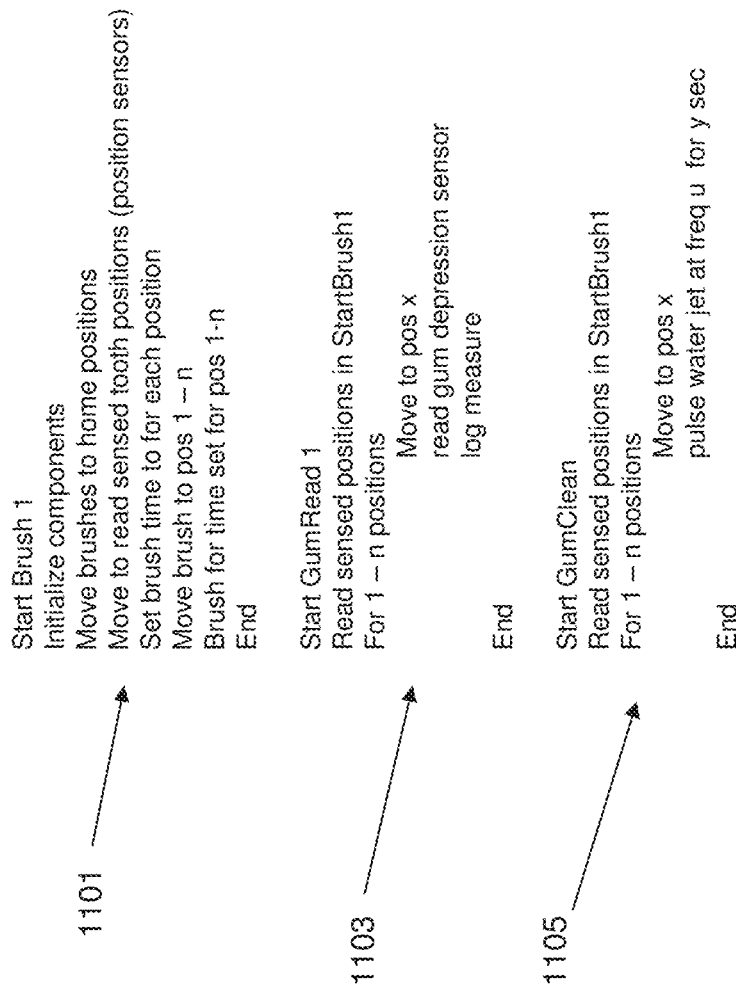 Start Brush 1
Initialize components
Move brushes to home positions
Move to read sensed tooth positions (position sensors)
Set brush time to for each position
Move brush to pos 1 – n
Brush for time set for pos 1-n
End
1101
Start GumRead 1
Read sensed positions in StartBrush1
For 1 – n positions
Move to pos x
read gum depression sensor
log measure
End
1103
Start GumClean
Read sensed positions in StartBrush1
For 1 – n positions
Move to pos x
pulse water jet at freq u for y sec
End
1105